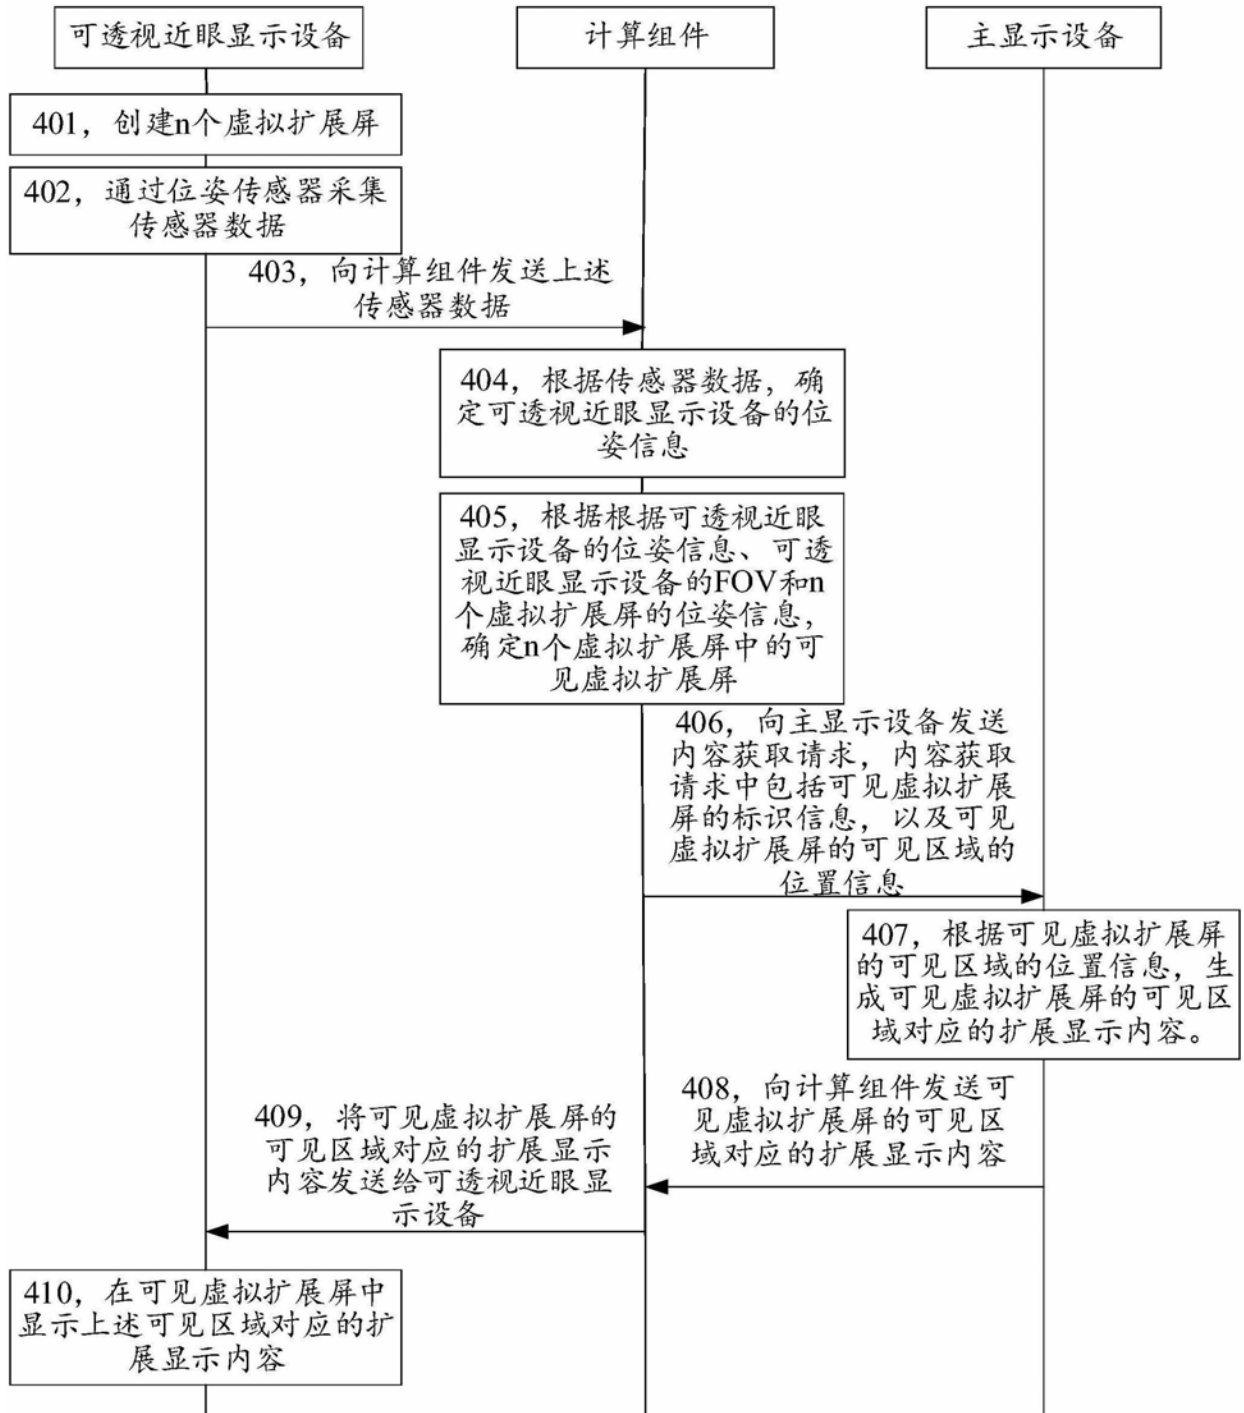 可透视近眼显示设备
计算组件
主显示设备
401，创建n个虚拟扩展屏
402，通过位姿传感器采集
传感器数据
403，向计算组件发送上述
传感器数据
404，根据传感器数据，确
定可透视近眼显示设备的位
姿信息
405，根据根据可透视近眼
显示设备的位姿信息、可透
视近眼显示设备的FOV和n
个虚拟扩展屏的位姿信息，
确定n个虚拟扩展屏中的可
见虚拟扩展屏
406，向主显示设备发送
内容获取请求，内容获取
请求中包括可见虚拟扩展
屏的标识信息，以及可见
虚拟扩展屏的可见区域的
位置信息
407，根据可见虚拟扩展屏
的可见区域的位置信息，生
成可见虚拟扩展屏的可见区
域对应的扩展显示内容。
408，向计算组件发送可
见虚拟扩展屏的可见区
域对应的扩展显示内容
409，将可见虚拟扩展屏的
可见区域对应的扩展显示
内容发送给可透视近眼显
示设备
410，在可见虚拟扩展屏中
显示上述可见区域对应的扩
展显示内容